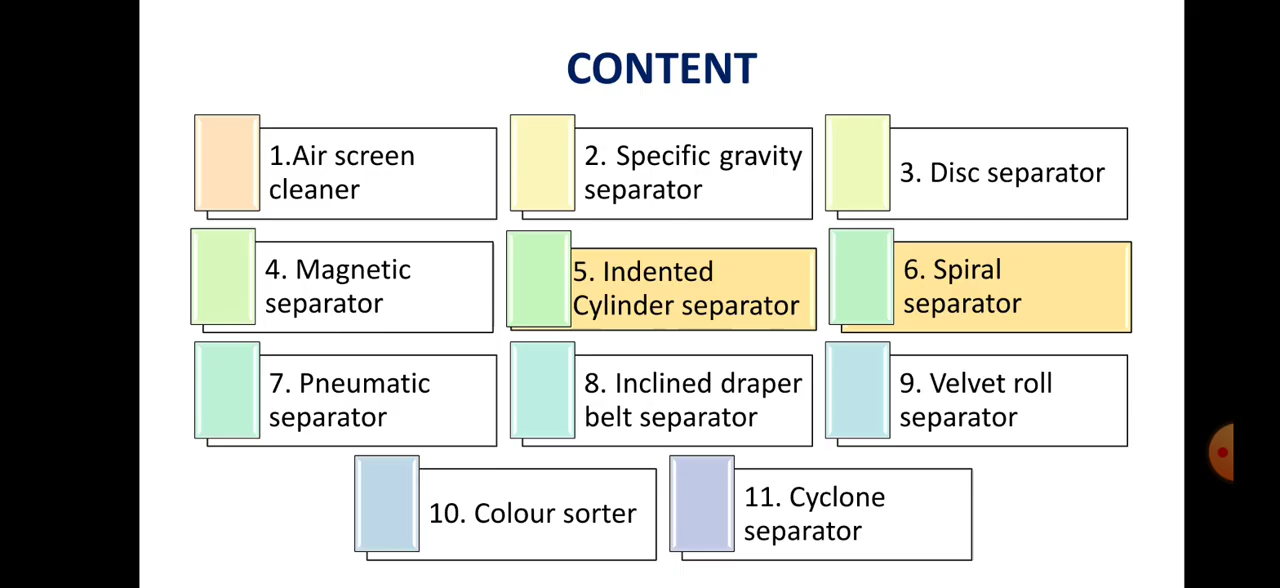 CONTENT
1.Air screen
cleaner
2. Specific gravity
separator
3. Disc separator
4. Magnetic
separator
5. Indented
Cylinder separator
6. Spiral
separator
7. Pneumatic
separator
8. Inclined draper
belt separator
9. Velvet roll
separator
10. Colour sorter
11. Cyclone
separator